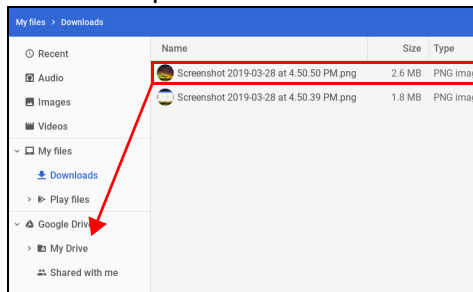 My files > Downloads
Name Size Type
Recent
Audio
Images
Videos
My files
Downloads
Play files
Google Drive
My Drive
Shared with me
Screenshot 2019-03-28 at 4.50.50 PM.png 2.6 MB PNG imag
Screenshot 2019-03-28 at 4.50.39 PM.png 1.8 MB PNG imag